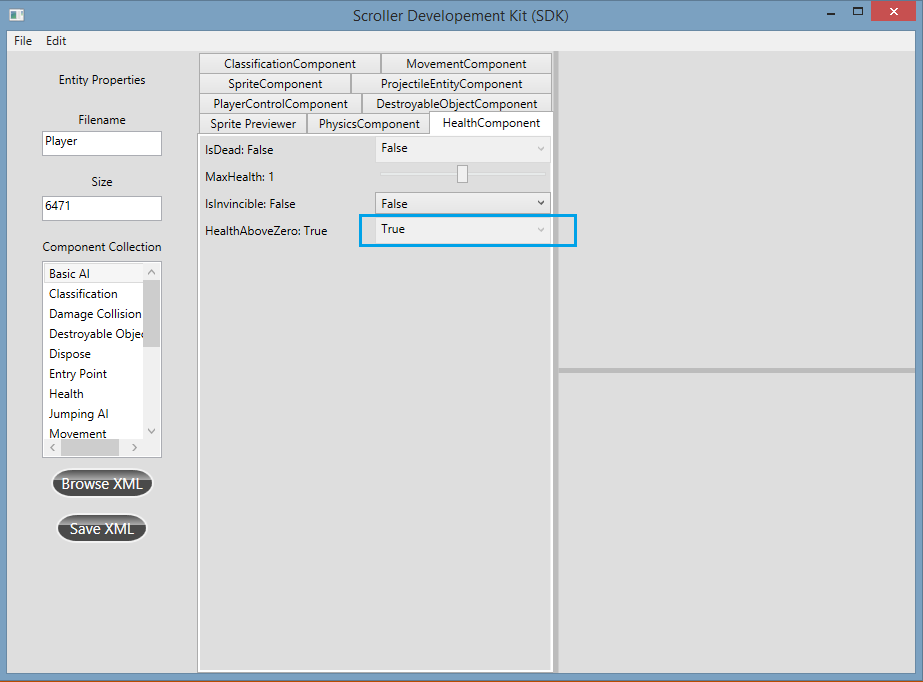 Scroller Developement Kit (SDK)
File Edit
Entity Properties
Filename
Player
Size
6471
Component Collection
Basic AI
Classification
Damage Collision
Destroyable Objec
Dispose
Entry Point
Health
Jumping AI
Movement
Browse XML
Save XML
ClassificationComponent MovementComponent
SpriteComponent ProjectileEntityComponent
PlayerControlComponent DestroyableObjectComponent
Sprite Previewer PhysicsComponent HealthComponent
IsDead: False False
MaxHealth: 1
IsInvincible: False False
HealthAboveZero: True True